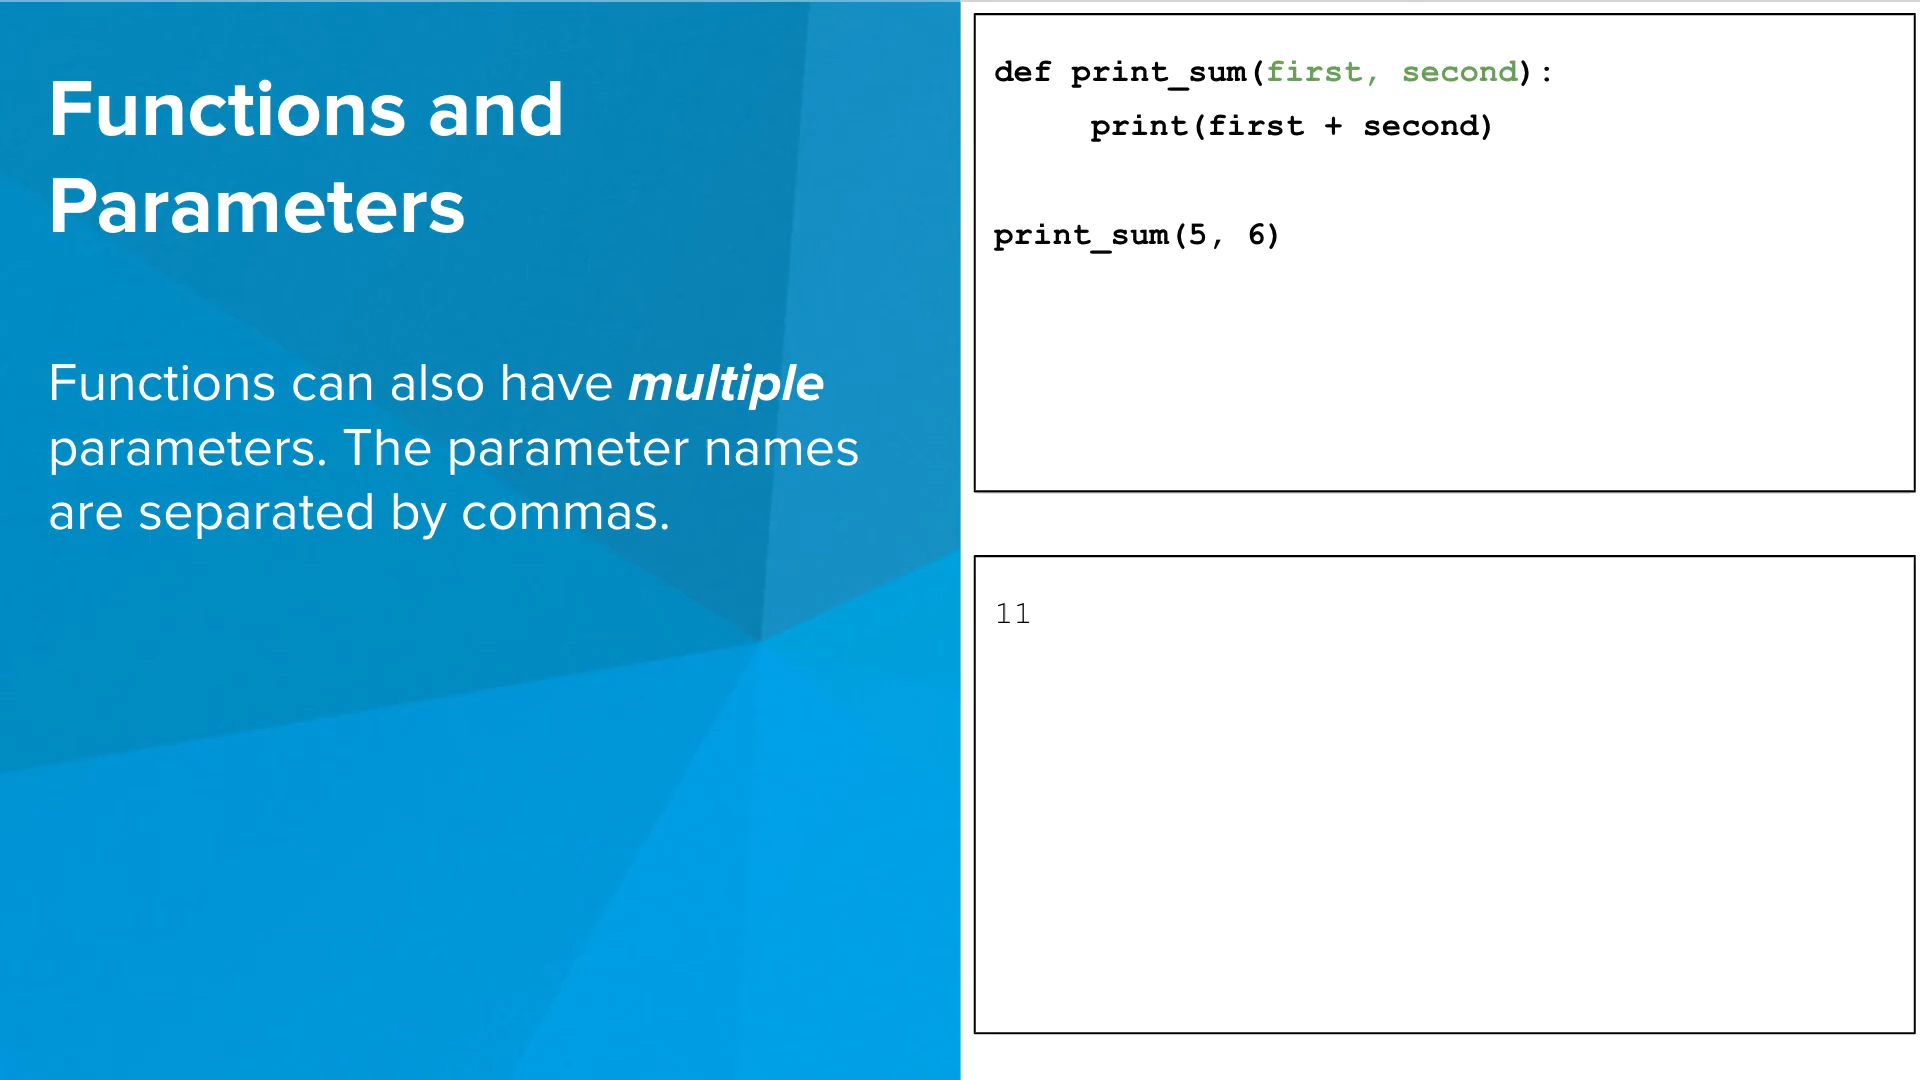 Functions and
Parameters
Functions can also have multiple
parameters. The parameter names
are separated by commas.
def print_sum(first, second):
     print(first + second)
print_sum(5, 6)
11